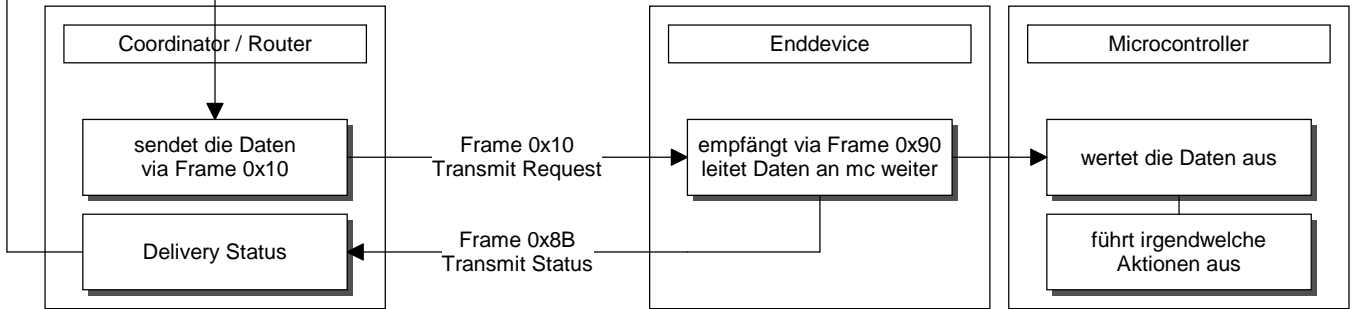 Coordinator / Router
Enddevice
Microcontroller
sendet die Daten
via Frame 0x10
Frame 0x10
Transmit Request
empfängt via Frame 0x90
leitet Daten an mc weiter
wertet die Daten aus
Delivery Status
Frame 0x8B
Transmit Status
führt irgendwelche
Aktionen aus